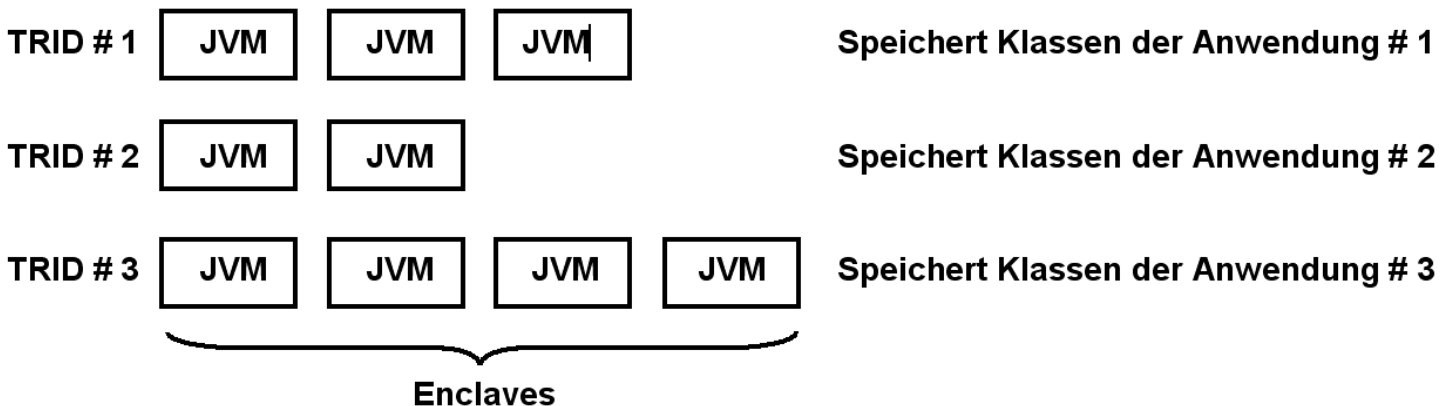 TRID # 1 JVM JVM JVM Speichert Klassen der Anwendung # 1
TRID # 2 JVM JVM Speichert Klassen der Anwendung # 2
TRID # 3 JVM JVM JVM JVM Speichert Klassen der Anwendung # 3
Enclaves